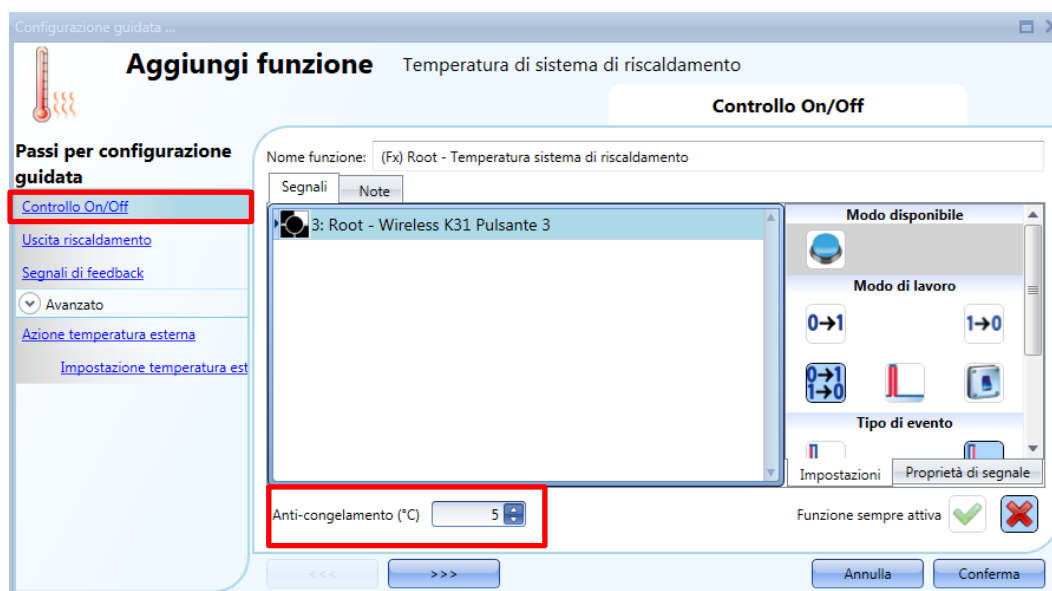 Configurazione guidata ...
Aggiungi funzione Temperatura di sistema di riscaldamento
Controllo On/Off
Passi per configurazione
guidata
Controllo On/Off
Uscita riscaldamento
Segnali di feedback
Avanzato
Azione temperatura esterna
Impostazione temperatura est
Nome funzione: (Fx) Root - Temperatura sistema di riscaldamento
Segnali Note
3: Root - Wireless K31 Pulsante 3
Modo disponibile
Modo di lavoro
0→1 1→0
0→1
1→0
Tipo di evento
Impostazioni Proprietà di segnale
Anti-congelamento (°C) 5
Funzione sempre attiva
<<< >>>
Annulla Conferma